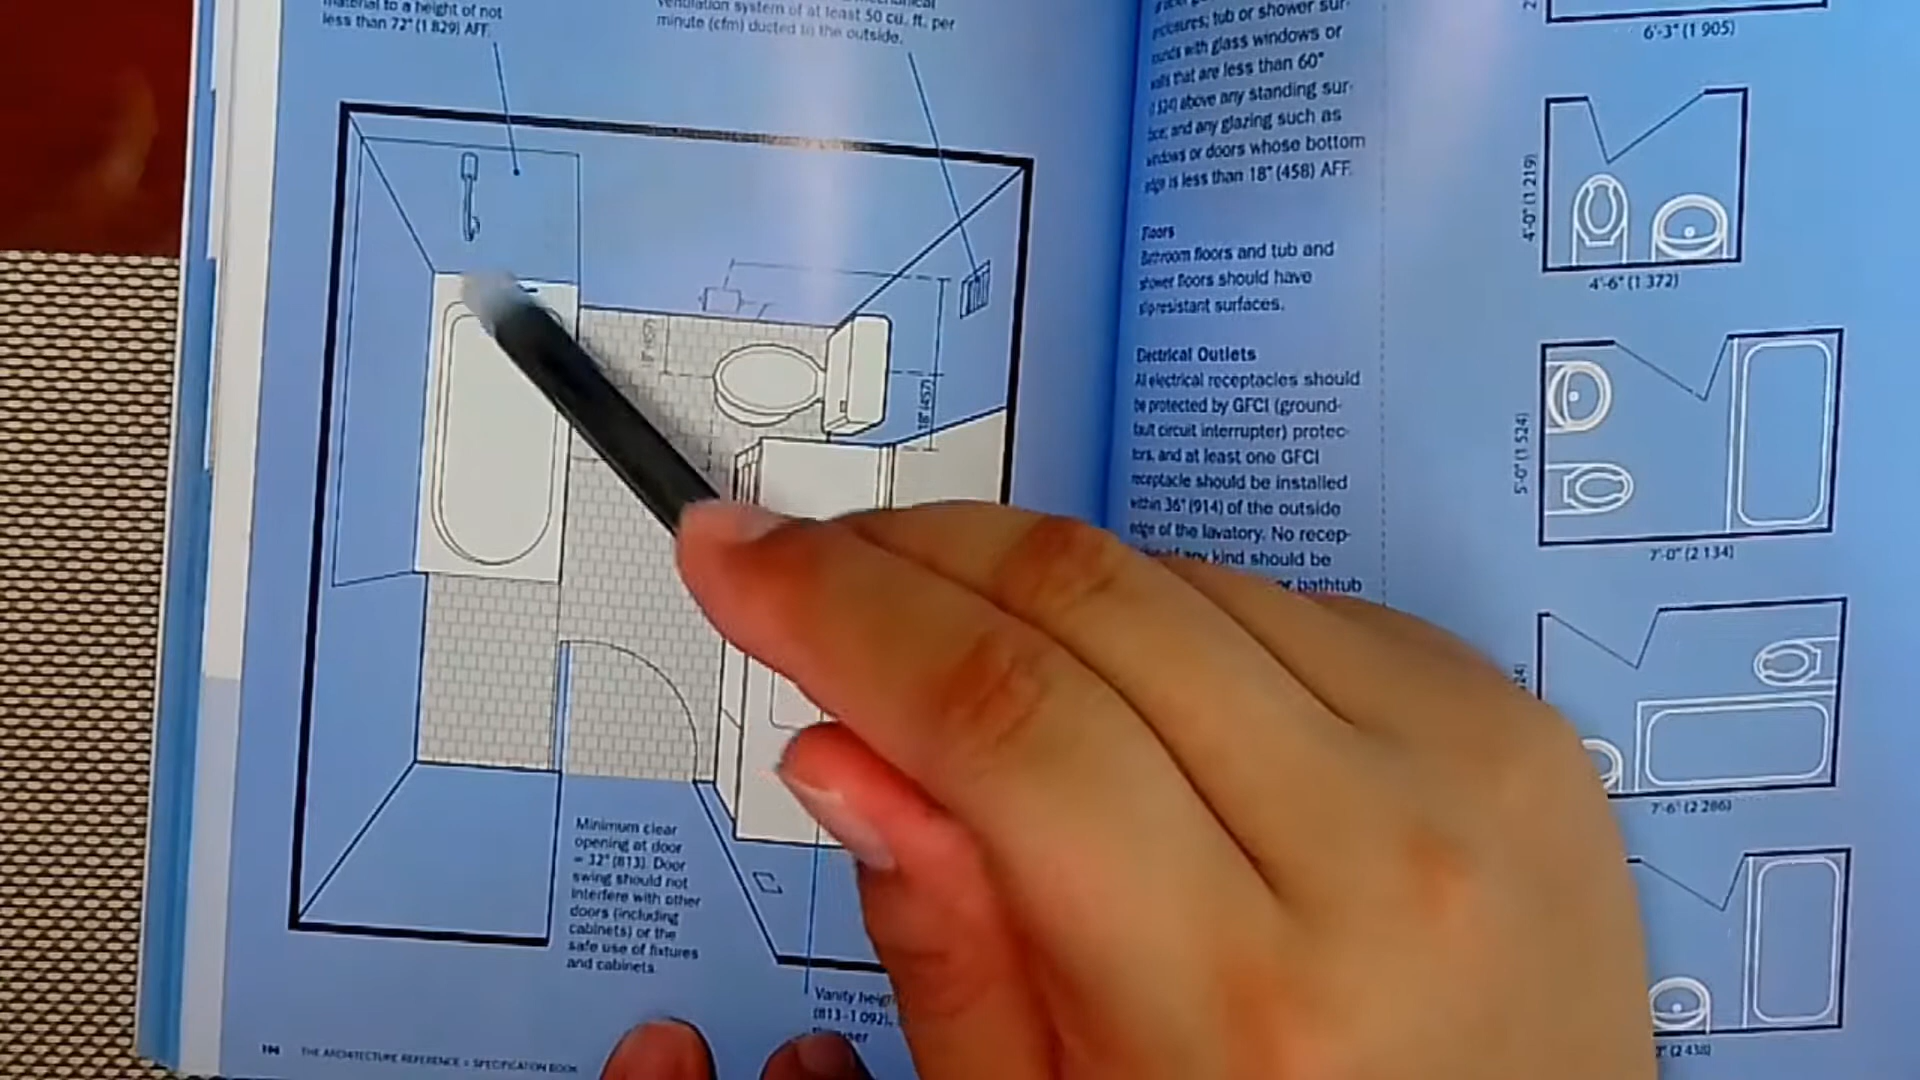 material to a height of not
less than 72" (1 829) AFF.
ventilation system of at least 50 cu. ft. per
minute (cfm) ducted to the outside.
18" (457)
Minimum clear
opening at door
= 32" (813). Door
swing should not
interfere with other
doors (including
cabinets) or the
safe use of fixtures
and cabinets.
Vanity
(813-1 092),
THE ARCHITECTURE REFERENCE + SPECIFICATION BOOK
tub or shower sur-
with glass windows or
that are less than 60"
above any standing sur-
and any glazing such as
or doors whose bottom
edge is less than 18" (458) AFF.
Floors
Bathroom floors and tub and
shower floors should have
slip-resistant surfaces.
Electrical Outlets
All electrical receptacles should
be protected by GFCI (ground-
fault circuit interrupter) protec-
tors, and at least one GFCI
receptacle should be installed
within 36" (914) of the outside
edge of the lavatory. No recep-
of any kind should be
or bathtub
6'-3" (1 905)
4'-0" (1 219)
4'-6" (1 372)
5'-0" (1 524)
7'-0" (2 134)
7'-6" (2 286)
(2 438)